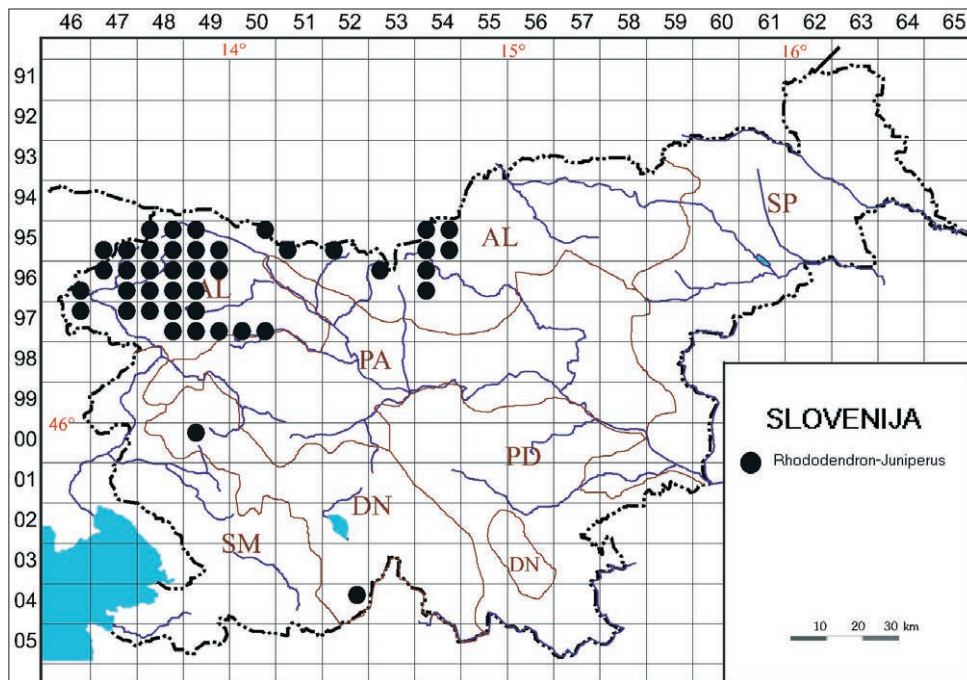 46 47 48 49 50 52 53 54 55 56 57 58 59 60 61 62 63 64 65
14° 15° 16°
91
92
93
94
SP
95
AL
96
AL
97
PA
98
99
SLOVENIJA
46°
00
PD
Rhododendron-Juniperus
01
DN
02
SM
03
DN
04
10 20 30 km
05